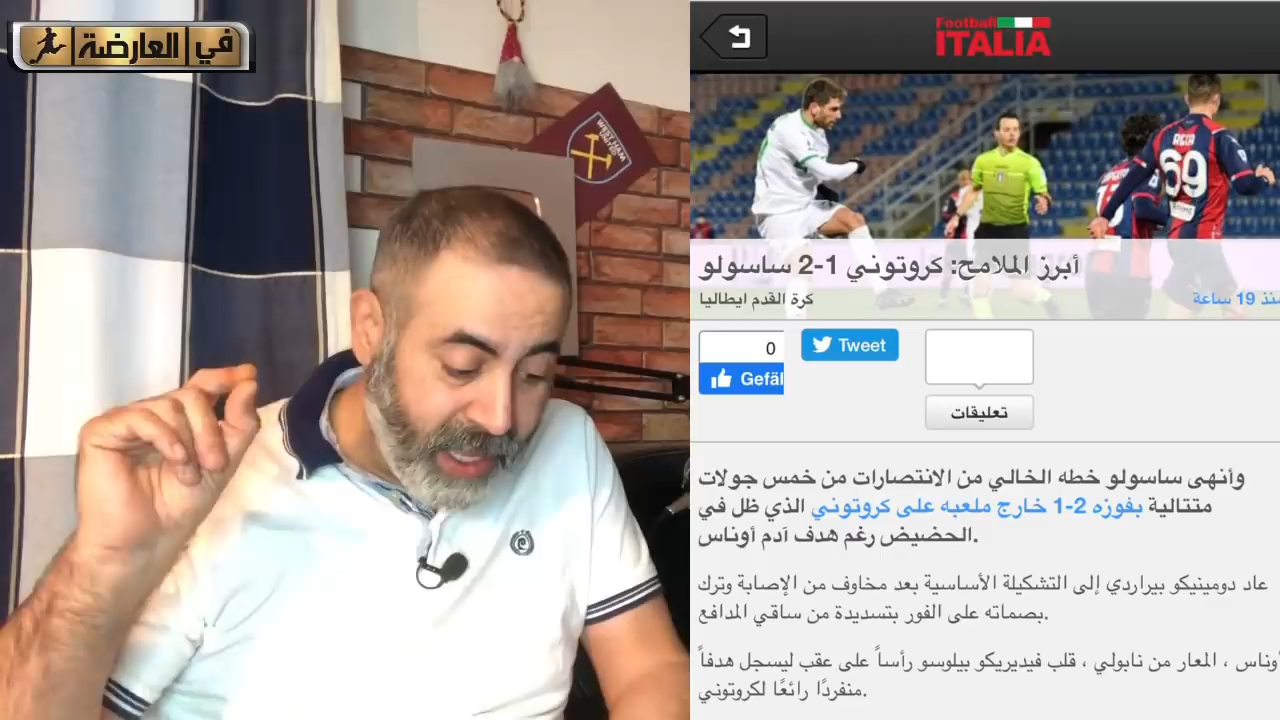 في العارضة
WEST HAM
UNITED
Football
ITALIA
69
أبرز الملامح: كروتوني 1-2 ساسولو
كرة القدم ايطاليا
منذ 19 ساعة
0
Gefäl
Tweet
تعليقات
وأنهى ساسولو خطه الخالي من الانتصارات من خمس جولات
متتالية بفوزه 2-1 خارج ملعبه على كروتوني الذي ظل في
الحضيض رغم هدف آدم أوناس.
عاد دومينيكو بيراردي إلى التشكيلة الأساسية بعد مخاوف من الإصابة وترك
بصماته على الفور بتسديدة من ساقي المدافع.
أوناس ، المعار من نابولي ، قلب فيديريكو بيلوسو رأساً على عقب ليسجل هدفاً
منفردًا رائعًا لكروتوني.